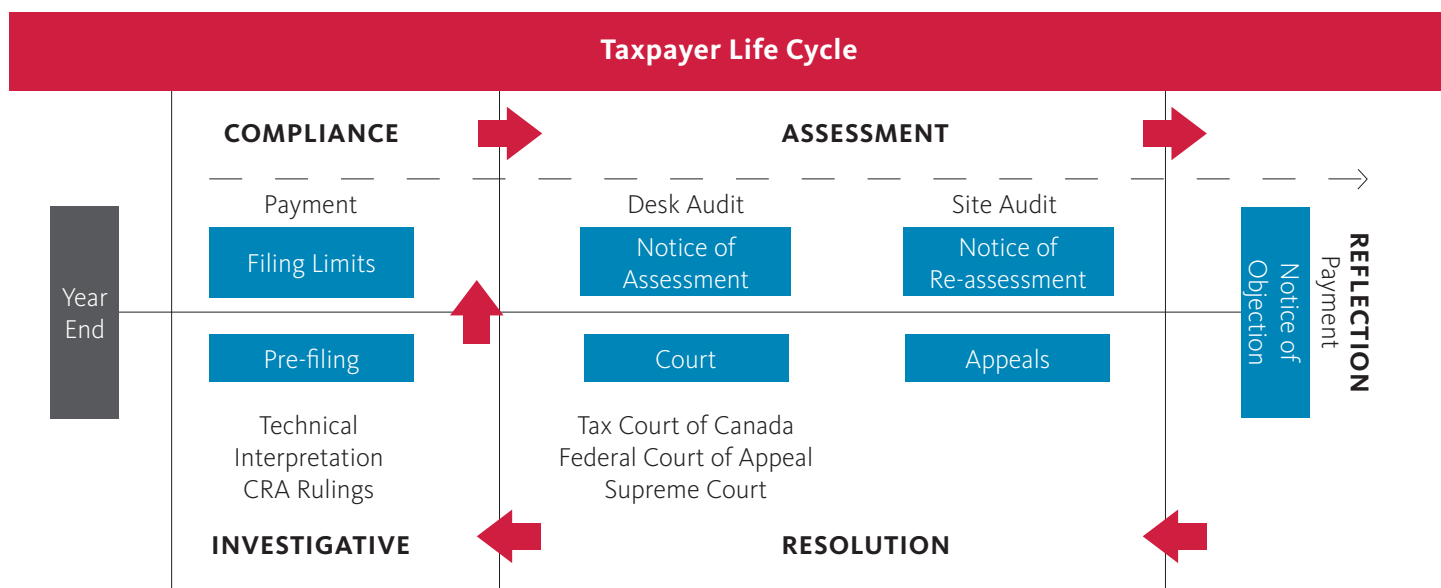 Taxpayer Life Cycle
COMPLIANCE
ASSESSMENT
Payment
Desk Audit
Site Audit
Filing Limits
Notice of
Assessment
Notice of
Re-assessment
Year
End
Notice of
Objection
Payment
REFLECTION
Pre-filing
Court
Appeals
Technical
Interpretation
CRA Rulings
Tax Court of Canada
Federal Court of Appeal
Supreme Court
INVESTIGATIVE
RESOLUTION